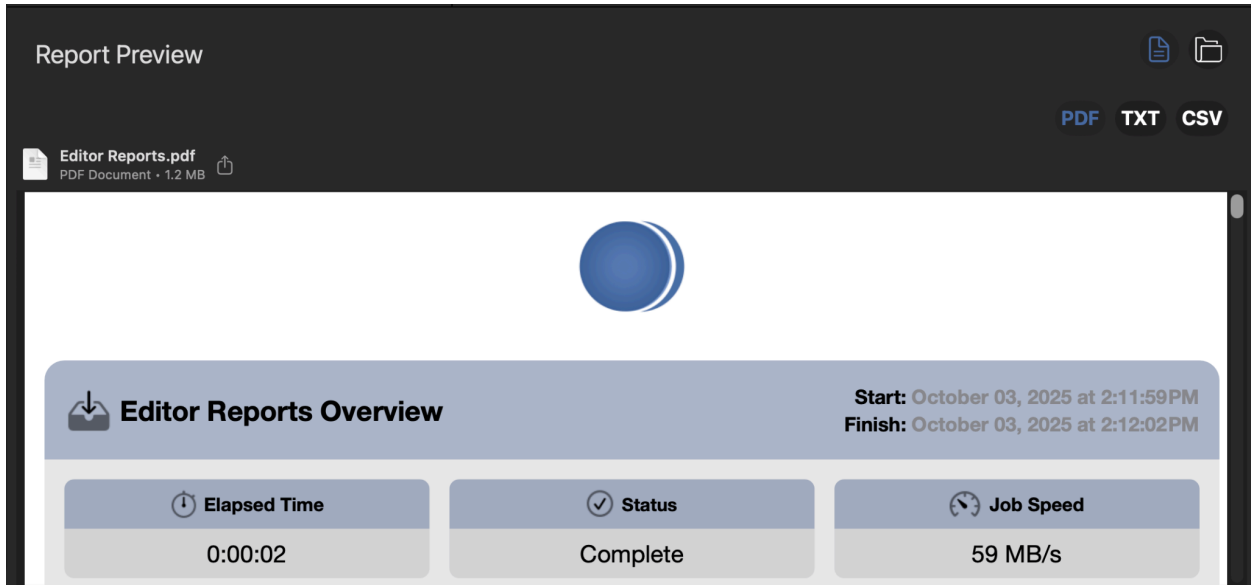 Report Preview
PDF TXT CSV
Editor Reports.pdf
PDF Document • 1.2 MB
Editor Reports Overview
Start: October 03, 2025 at 2:11:59PM
Finish: October 03, 2025 at 2:12:02PM
Elapsed Time
0:00:02
Status
Complete
Job Speed
59 MB/s